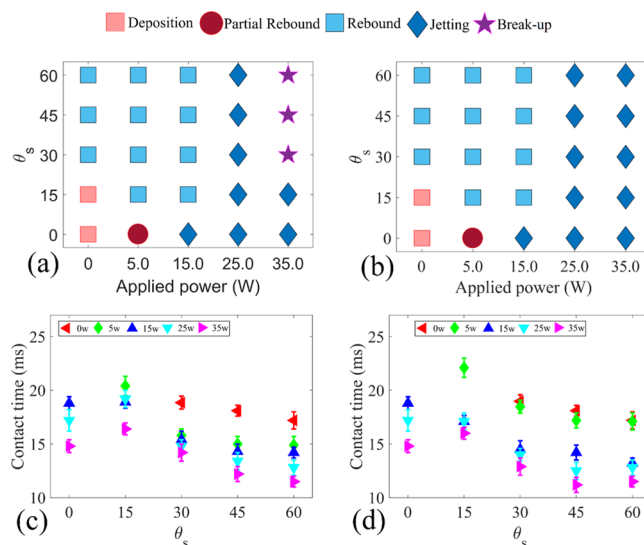 Deposition Partial Rebound Rebound Jetting Break-up
60
45
30
15
0
θs
0 5.0 15.0 25.0 35.0
Applied power (W)
(a)
60
45
30
15
0
θs
0 5.0 15.0 25.0 35.0
Applied power (W)
(b)
0w 5w 15w 25w 35w
25
20
15
10
Contact time (ms)
0 15 30 45 60
θs
(c)
0w 5w 15w 25w 35w
25
20
15
10
Contact time (ms)
0 15 30 45 60
θs
(d)